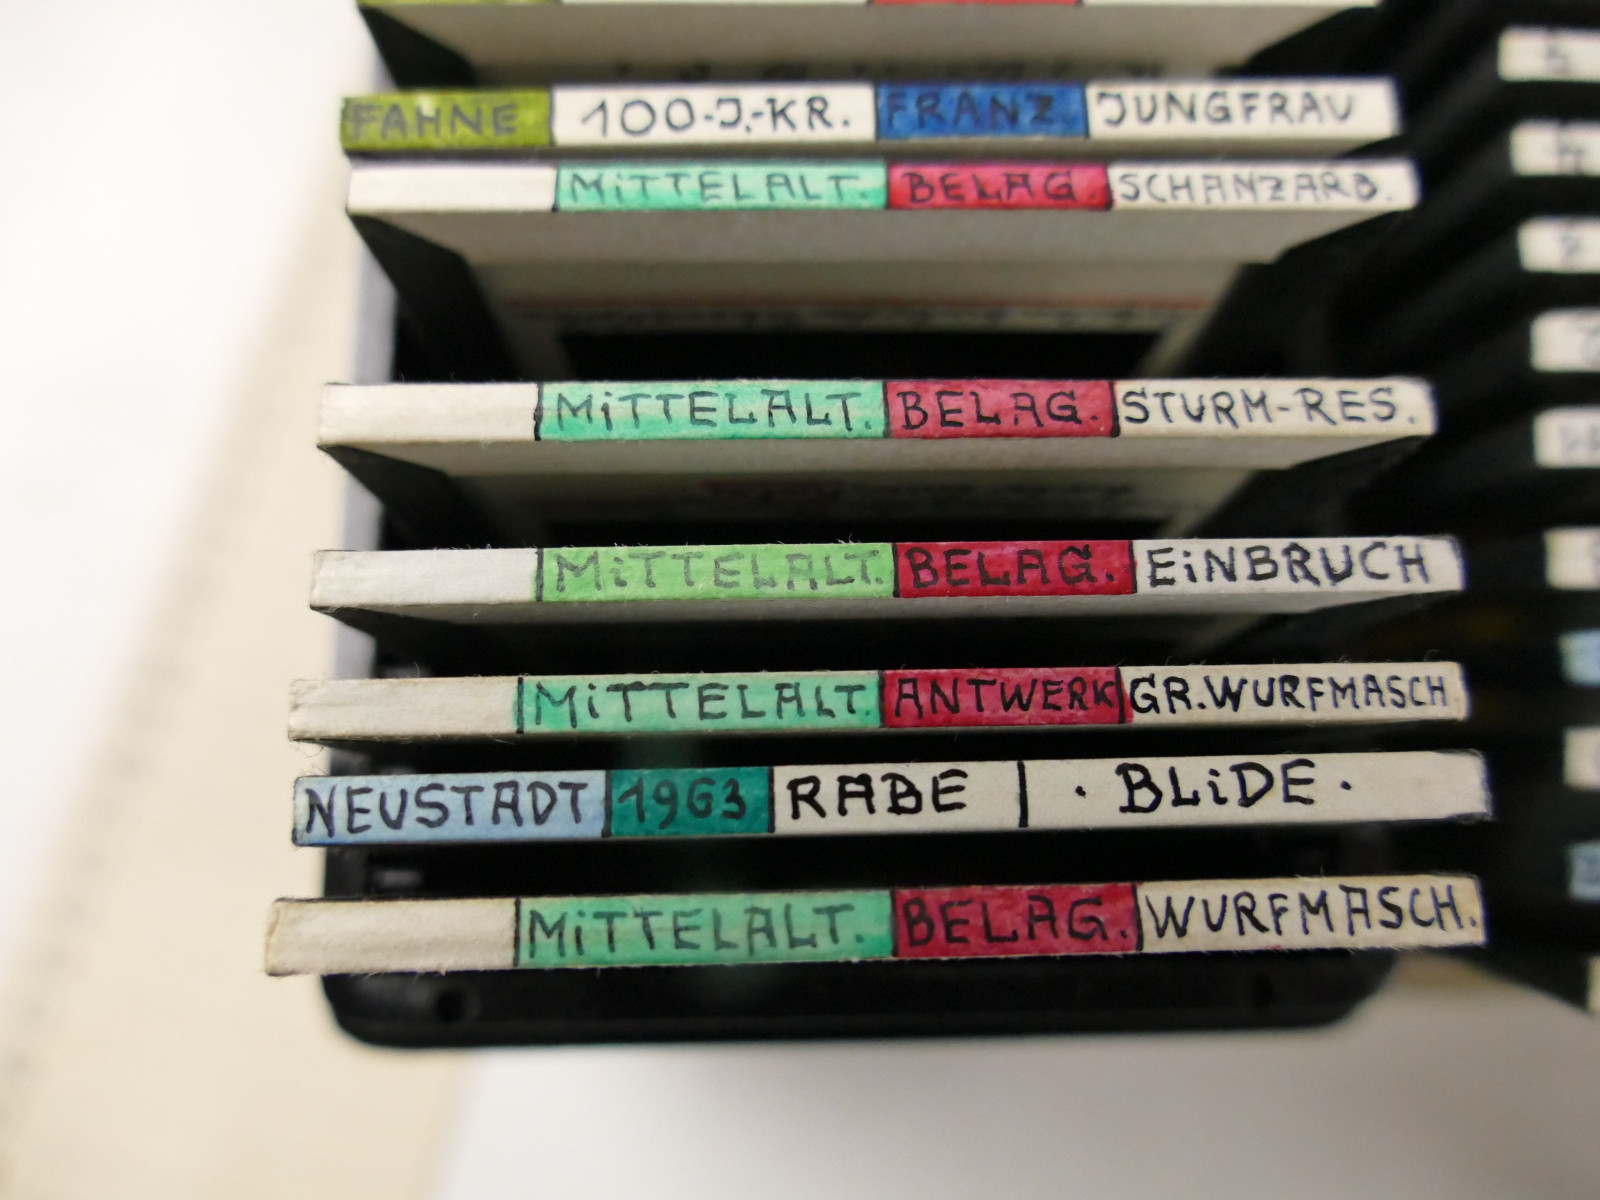 FAHNE 100-J.-KR. FRANZ. JUNGFRAU
MiTTELALT. BELAG. SCHANZARB.
MiTTELALT. BELAG. STURM-RES.
MiTTELALT. BELAG. EiNBRUCH
MiTTELALT. ANTWERK GR.WURFMASCH.
NEUSTADT 1963 RABE | · BLiDE ·
MiTTELALT. BELAG. WURFMASCH.